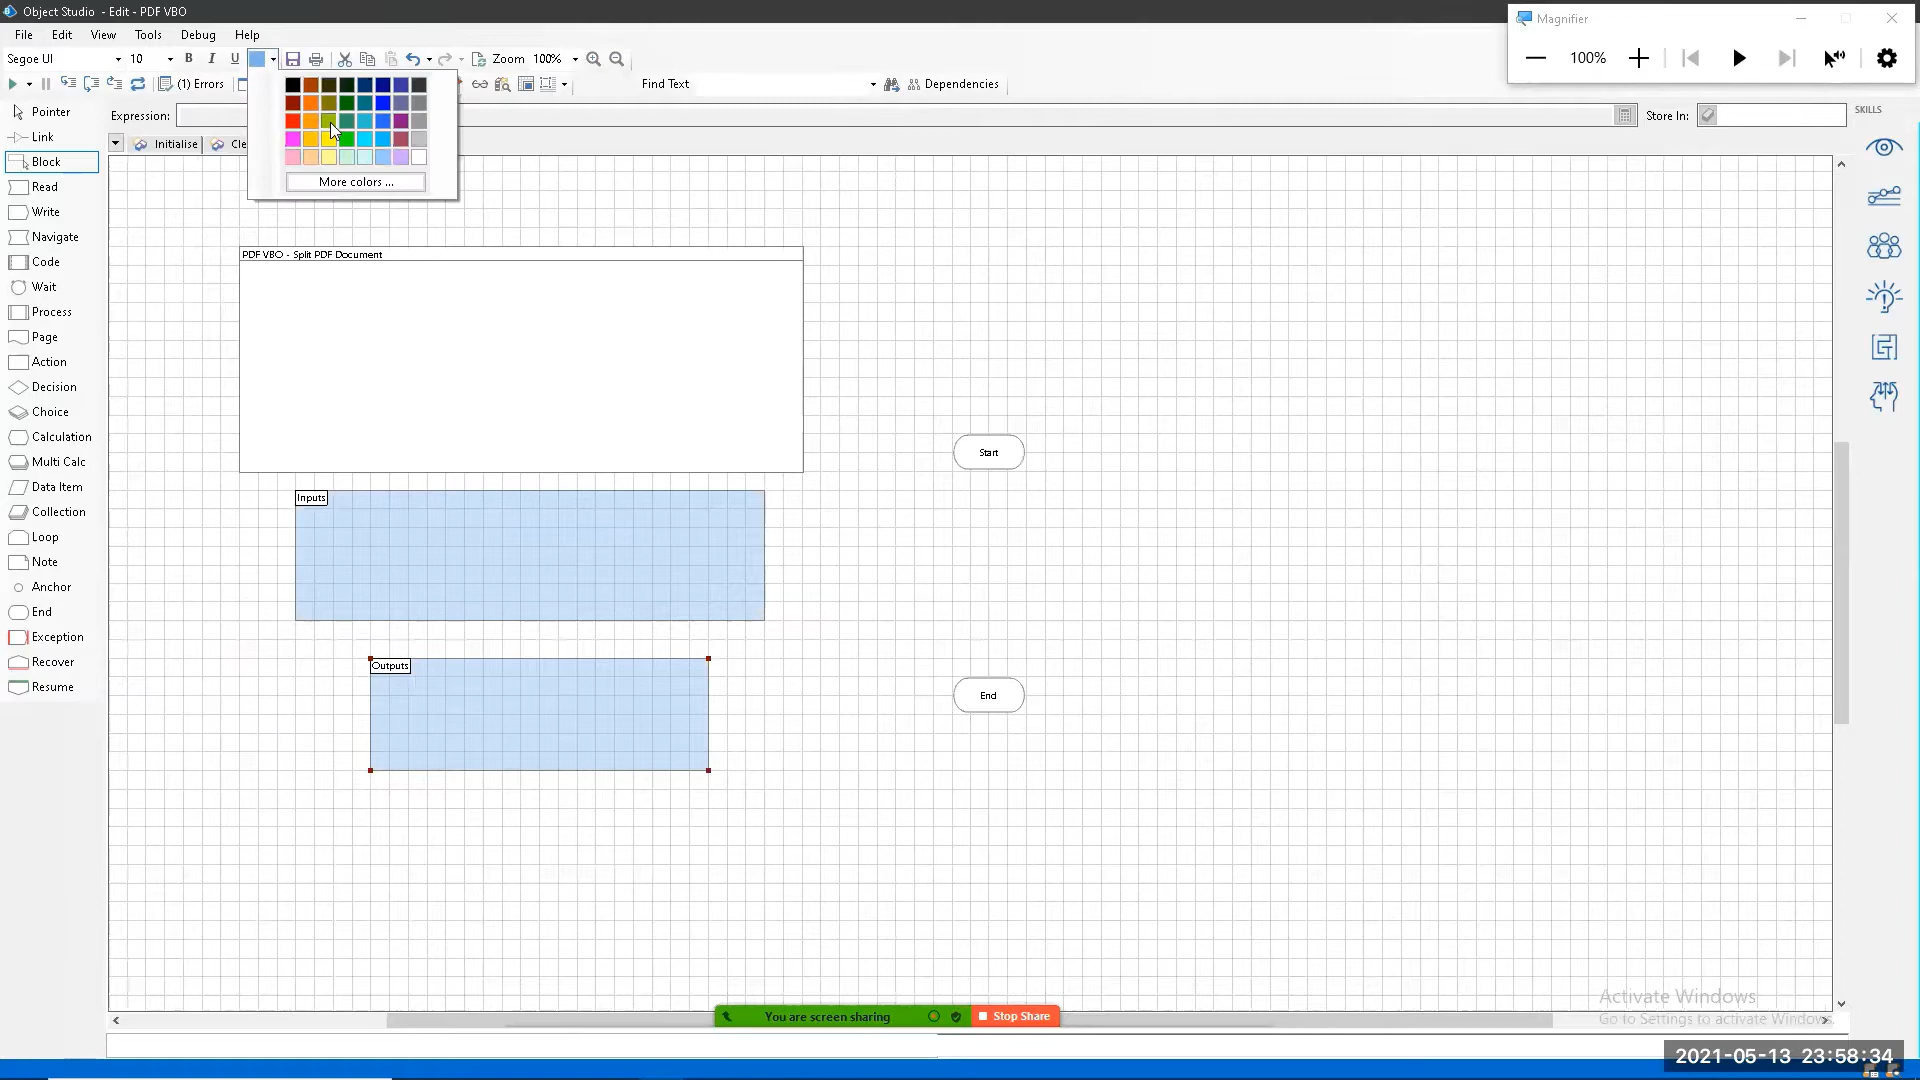 Object Studio - Edit - PDF VBO
Magnifier
File Edit View Tools Debug Help
Segoe UI 10 B I U Zoom 100%
100%
(1) Errors Find Text Dependencies
Expression: Store In:
SKILLS
Initialise Cle
More colors ...
Pointer
Link
Block
Read
Write
Navigate
Code
Wait
Process
Page
Action
Decision
Choice
Calculation
Multi Calc
Data Item
Collection
Loop
Note
Anchor
End
Exception
Recover
Resume
PDF VBO - Split PDF Document
Start
Inputs
Outputs
End
You are screen sharing Stop Share
Activate Windows
Go to Settings to activate Windows.
2021-05-13 23:58:34